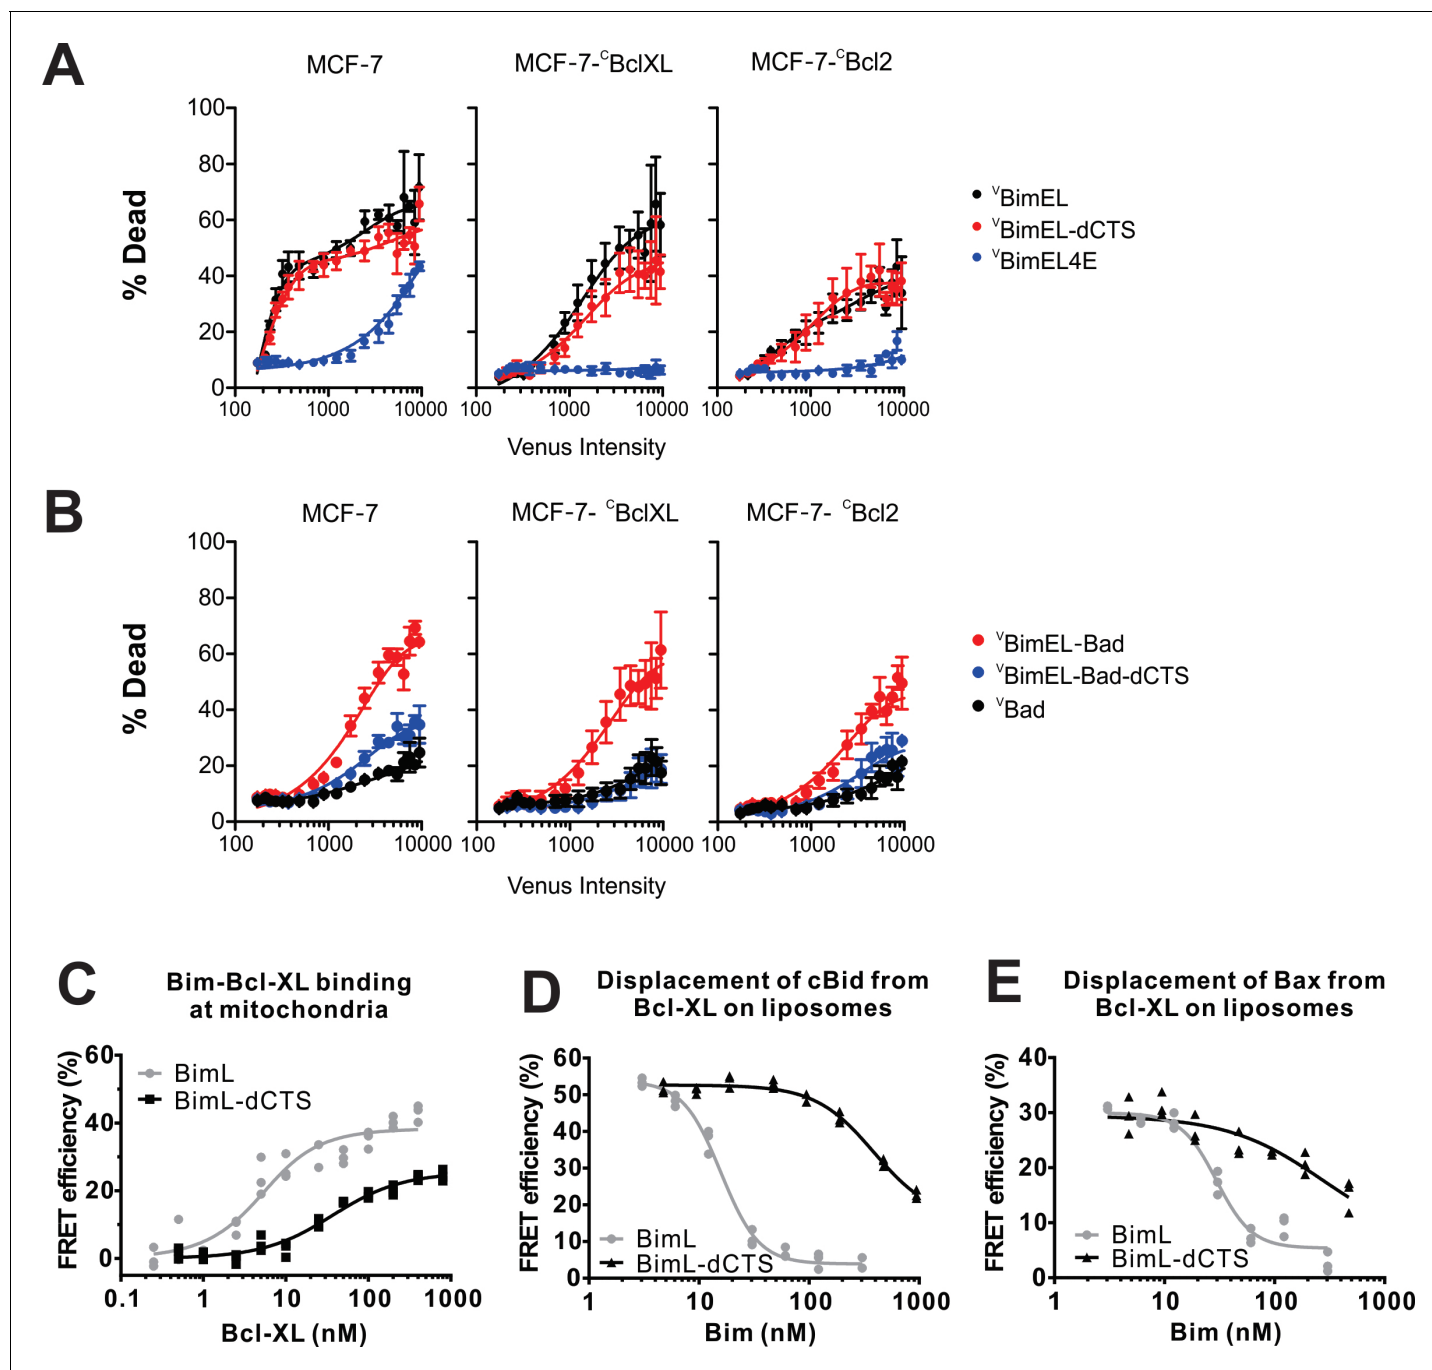 A
MCF-7
MCF-7-ᶜBclXL
MCF-7-ᶜBcl2
% Dead
100
80
60
40
20
0
100 1000 10000
100 1000 10000
100 1000 10000
Venus Intensity
ⱽBimEL
ⱽBimEL-dCTS
ⱽBimEL4E
B
MCF-7
MCF-7- ᶜBclXL
MCF-7- ᶜBcl2
% Dead
100
80
60
40
20
0
100 1000 10000
100 1000 10000
100 1000 10000
Venus Intensity
ⱽBimEL-Bad
ⱽBimEL-Bad-dCTS
ⱽBad
C
Bim-Bcl-XL binding
at mitochondria
FRET efficiency (%)
60
40
20
0
BimL
BimL-dCTS
0.1 1 10 100 1000
Bcl-XL (nM)
D
Displacement of cBid from
Bcl-XL on liposomes
FRET efficiency (%)
60
50
40
30
20
10
0
BimL
BimL-dCTS
1 10 100 1000
Bim (nM)
E
Displacement of Bax from
Bcl-XL on liposomes
FRET efficiency (%)
40
30
20
10
0
BimL
BimL-dCTS
1 10 100 1000
Bim (nM)